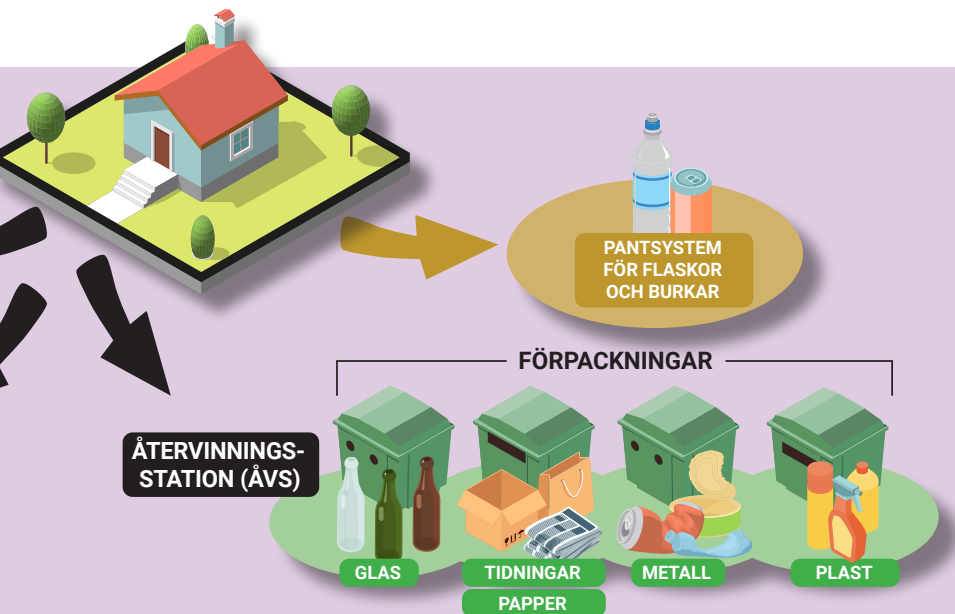 PANTSYSTEM
FÖR FLASKOR
OCH BURKAR
FÖRPACKNINGAR
ÅTERVINNINGS-
STATION (ÅVS)
GLAS
TIDNINGAR
PAPPER
METALL
PLAST